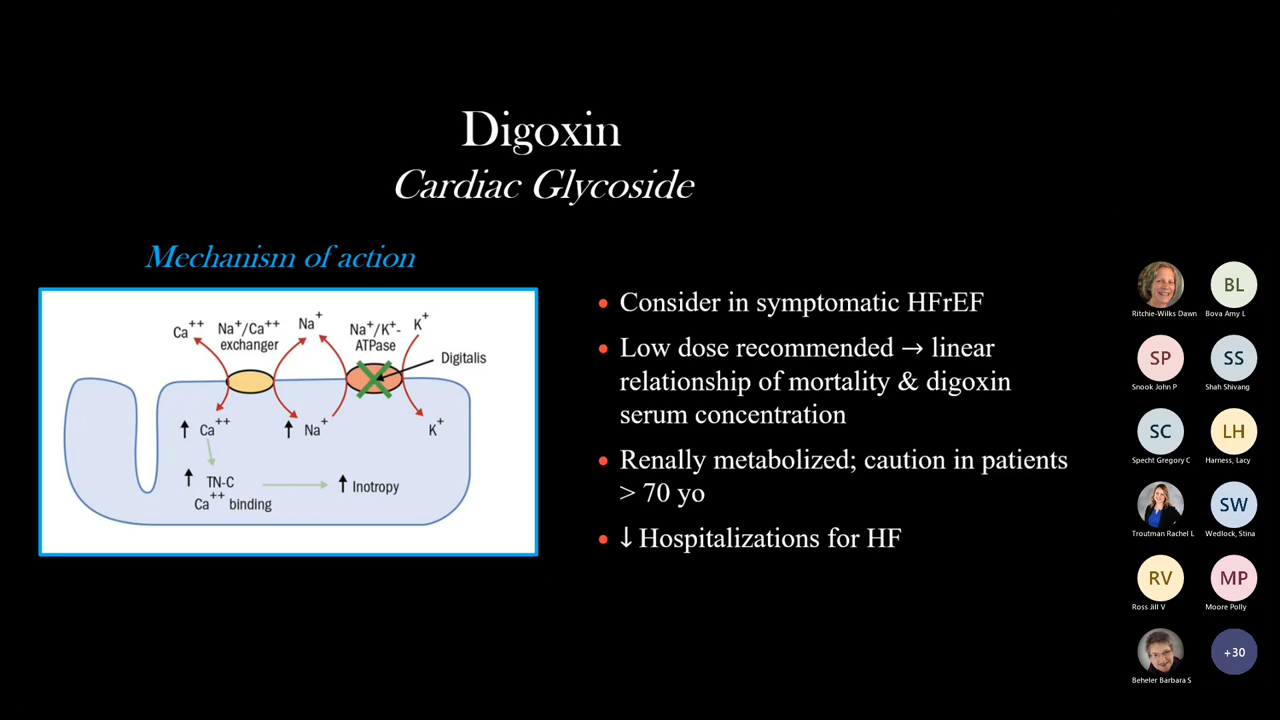 Digoxin
Cardiac Glycoside
Mechanism of action
Ca++
Na+/Ca++
exchanger
Na+
Na+/K+-
ATPase
K+
Digitalis
↑ Ca++
↑ Na+
K+
↑ TN-C
Ca++ binding
↑ Inotropy
• Consider in symptomatic HFrEF
• Low dose recommended → linear
relationship of mortality & digoxin
serum concentration
• Renally metabolized; caution in patients
> 70 yo
• ↓ Hospitalizations for HF
BL
Ritchie-Wilks Dawn
Bova Amy L
SP
SS
Snook John P
Shah Shivang
SC
LH
Specht Gregory C
Harness, Lacy
SW
Troutman Rachel L
Wedlock, Stina
RV
MP
Ross Jill V
Moore Polly
+30
Beheler Barbara S